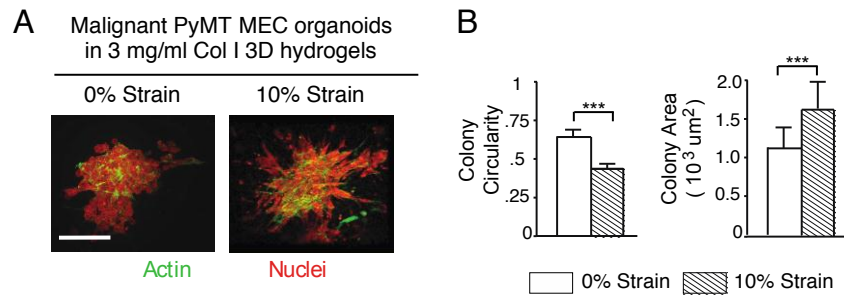 A
Malignant PyMT MEC organoids
in 3 mg/ml Col I 3D hydrogels
0% Strain
10% Strain
Actin
Nuclei
B
Colony
Circularity
1
.75
.5
.25
0
***
Colony Area
( 10³ um²)
2.0
1.5
1.0
0.5
0
***
0% Strain
10% Strain